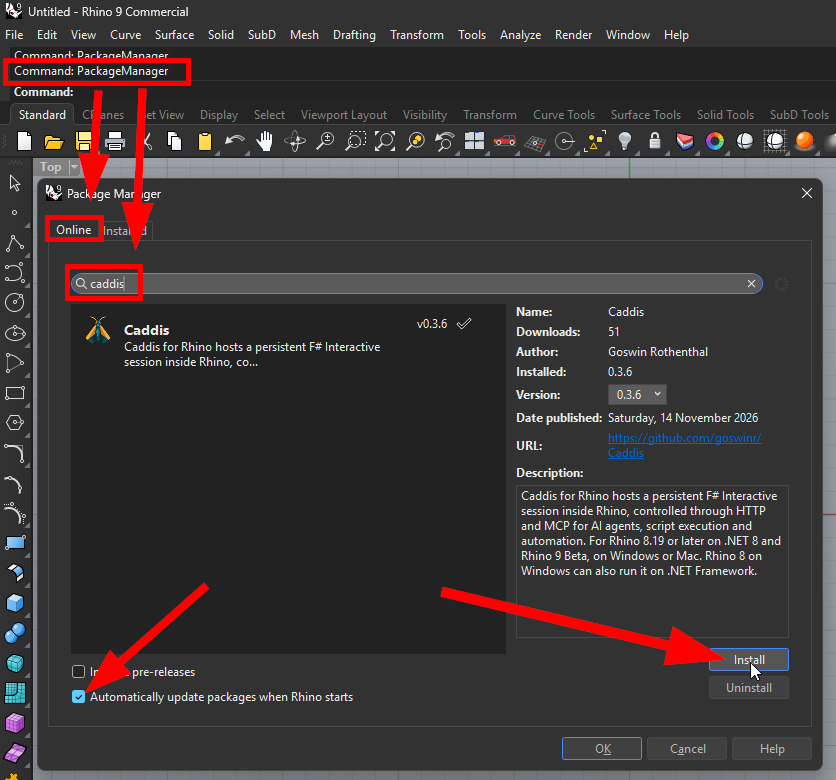 Untitled - Rhino 9 Commercial
File Edit View Curve Surface Solid SubD Mesh Drafting Transform Tools Analyze Render Window Help
Command: PackageManager
Command: PackageManager
Command:
Standard CPlanes Set View Display Select Viewport Layout Visibility Transform Curve Tools Surface Tools Solid Tools SubD Tools
Top
Package Manager
Online Installed
caddis
Caddis
v0.3.6
Caddis for Rhino hosts a persistent F# Interactive
session inside Rhino, co...
Name: Caddis
Downloads: 51
Author: Goswin Rothenthal
Installed: 0.3.6
Version: 0.3.6
Date published: Saturday, 14 November 2026
URL: https://github.com/goswinr/
Caddis
Description:
Caddis for Rhino hosts a persistent F# Interactive
session inside Rhino, controlled through HTTP
and MCP for AI agents, script execution and
automation. For Rhino 8.19 or later on .NET 8 and
Rhino 9 Beta, on Windows or Mac. Rhino 8 on
Windows can also run it on .NET Framework.
Install
Uninstall
pre-releases
Automatically update packages when Rhino starts
OK Cancel Help